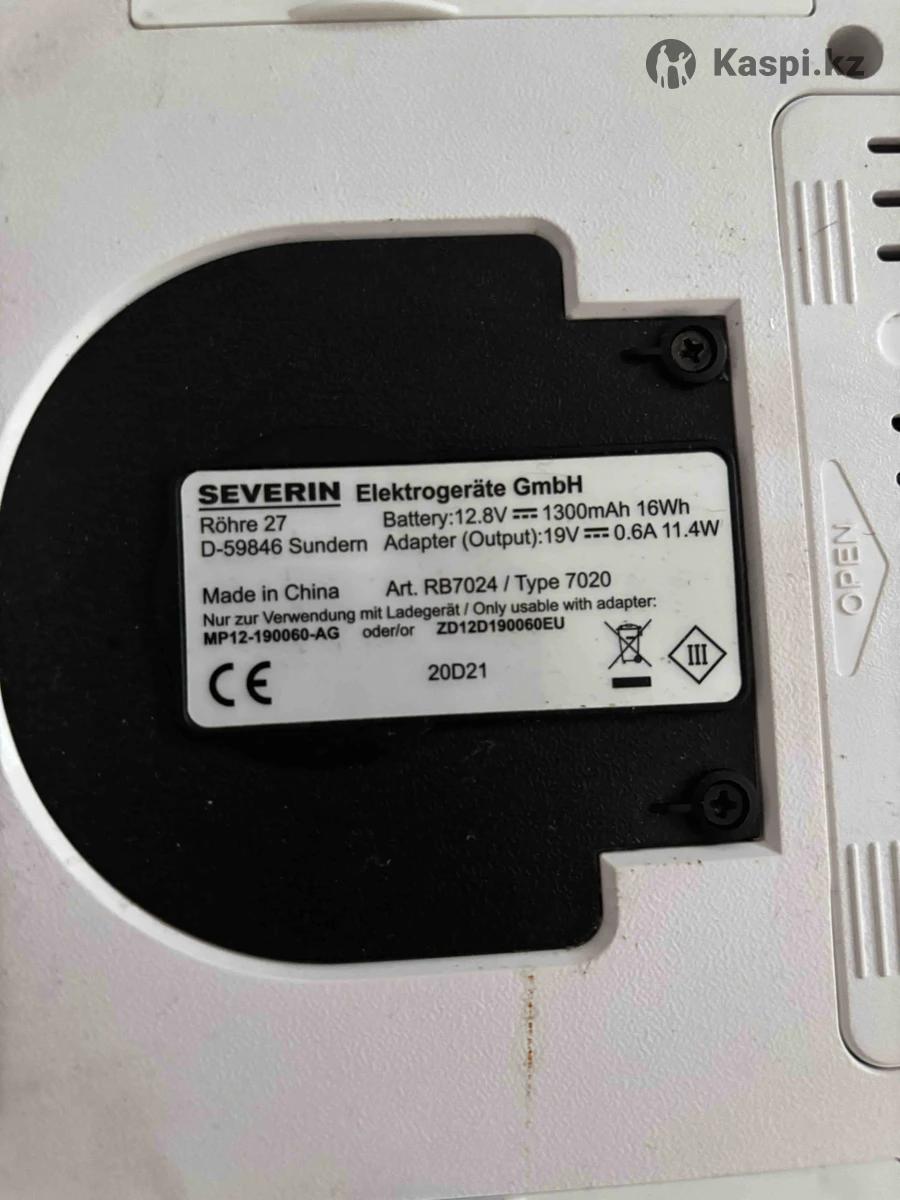 Kaspi.kz
SEVERIN Elektrogeräte GmbH
Röhre 27 Battery:12.8V ⎓ 1300mAh 16Wh
D-59846 Sundern Adapter (Output):19V ⎓ 0.6A 11.4W
Made in China Art. RB7024 / Type 7020
Nur zur Verwendung mit Ladegerät / Only usable with adapter:
MP12-190060-AG oder/or ZD12D190060EU
CE 20D21 III
OPEN